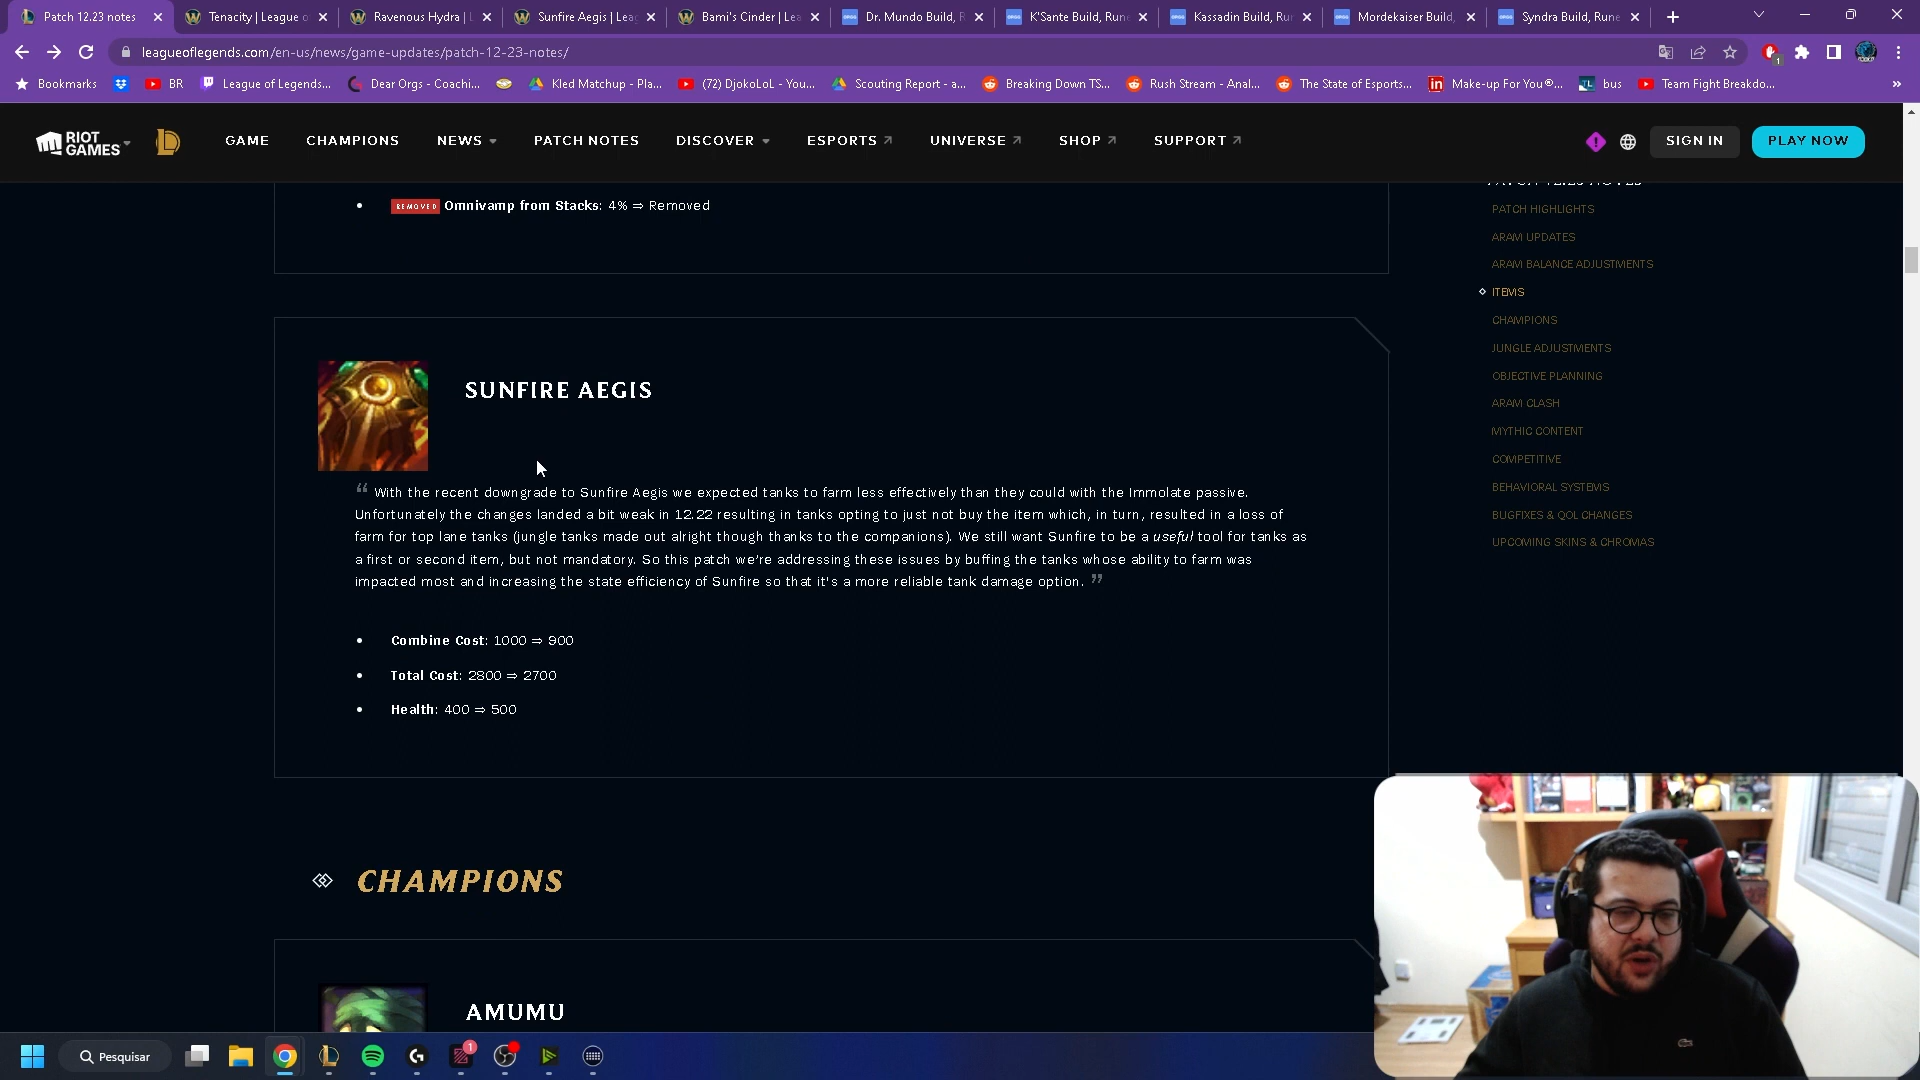 Patch 12.23 notes
Tenacity | League o
Ravenous Hydra | L
Sunfire Aegis | Leag
Bami's Cinder | Lea
Dr. Mundo Build, R
K'Sante Build, Run
Kassadin Build, Ru
Mordekaiser Build,
Syndra Build, Rune
leagueoflegends.com/en-us/news/game-updates/patch-12-23-notes/
Bookmarks
BR
League of Legends...
Dear Orgs - Coachi...
Kled Matchup - Pla...
(72) DjokoLoL - You...
Scouting Report - a...
Breaking Down TS...
Rush Stream - Anal...
The State of Esports...
Make-up For You®...
bus
Team Fight Breakdo...
RIOT GAMES
GAME
CHAMPIONS
NEWS
PATCH NOTES
DISCOVER
ESPORTS
UNIVERSE
SHOP
SUPPORT
SIGN IN
PLAY NOW
REMOVED Omnivamp from Stacks: 4% ⇒ Removed
SUNFIRE AEGIS
“ With the recent downgrade to Sunfire Aegis we expected tanks to farm less effectively than they could with the Immolate passive.
Unfortunately the changes landed a bit weak in 12.22 resulting in tanks opting to just not buy the item which, in turn, resulted in a loss of
farm for top lane tanks (jungle tanks made out alright though thanks to the companions). We still want Sunfire to be a useful tool for tanks as
a first or second item, but not mandatory. So this patch we’re addressing these issues by buffing the tanks whose ability to farm was
impacted most and increasing the state efficiency of Sunfire so that it's a more reliable tank damage option. ”
Combine Cost: 1000 ⇒ 900
Total Cost: 2800 ⇒ 2700
Health: 400 ⇒ 500
CHAMPIONS
AMUMU
PATCH 12.23 NOTES
PATCH HIGHLIGHTS
ARAM UPDATES
ARAM BALANCE ADJUSTMENTS
ITEMS
CHAMPIONS
JUNGLE ADJUSTMENTS
OBJECTIVE PLANNING
ARAM CLASH
MYTHIC CONTENT
COMPETITIVE
BEHAVIORAL SYSTEMS
BUGFIXES & QOL CHANGES
UPCOMING SKINS & CHROMAS
Pesquisar